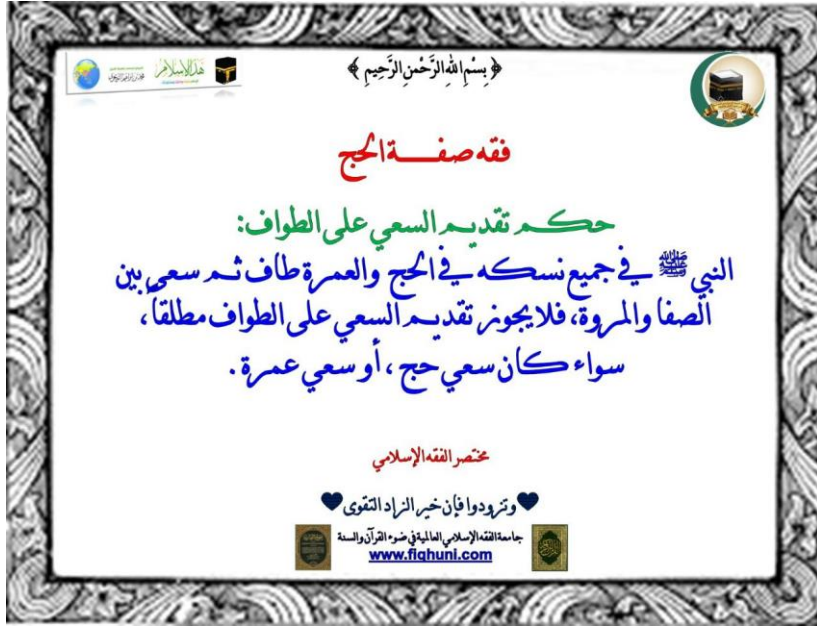 ﴿ بِسْمِ اللَّهِ الرَّحْمَنِ الرَّحِيمِ ﴾
هذا الإسلام
فقه صفة الحج
حكم تقديم السعي على الطواف:
النبي ﷺ في جميع نسكه في الحج والعمرة طاف ثم سعى بين
الصفا والمروة، فلا يجوز تقديم السعي على الطواف مطلقاً،
سواء كان سعي حج ، أو سعي عمرة .
مختصر الفقه الإسلامي
وتزودوا فإن خير الزاد التقوى
جامعة الفقه الإسلامي العالمية في ضوء القرآن والسنة
www.fiqhuni.com